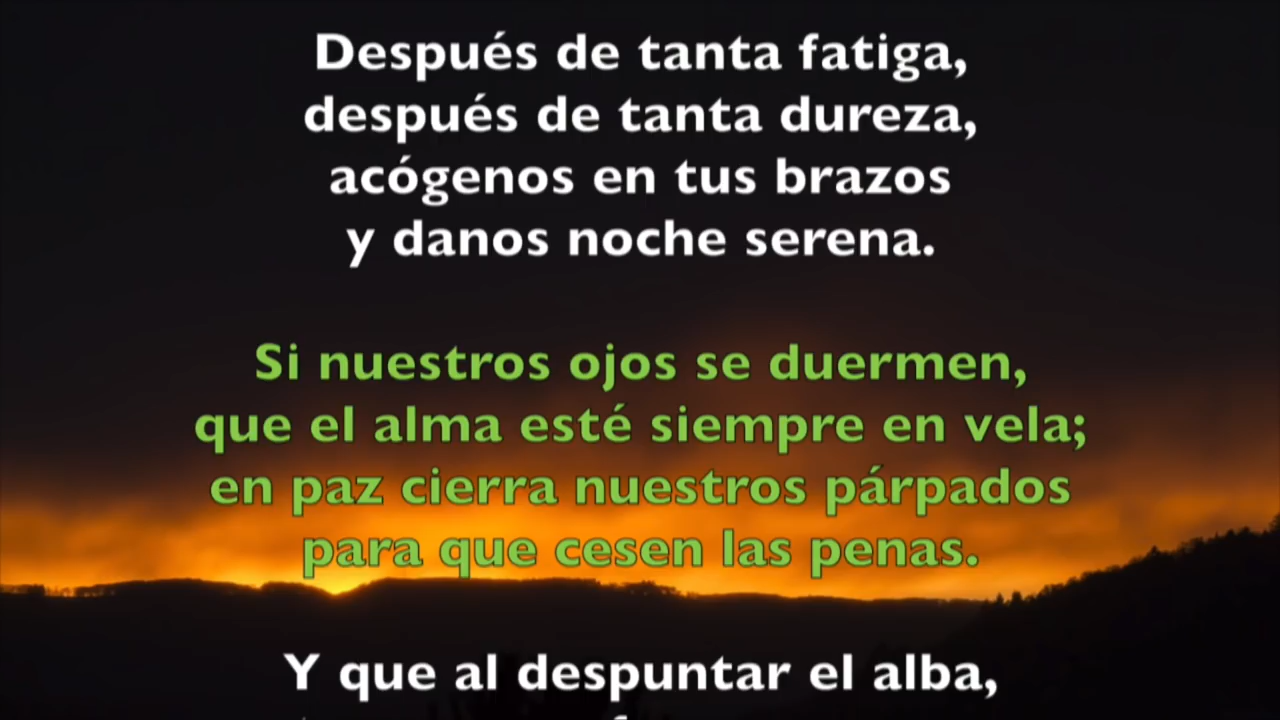 Después de tanta fatiga,
después de tanta dureza,
acógenos en tus brazos
y danos noche serena.
Si nuestros ojos se duermen,
que el alma esté siempre en vela;
en paz cierra nuestros párpados
para que cesen las penas.
Y que al despuntar el alba,